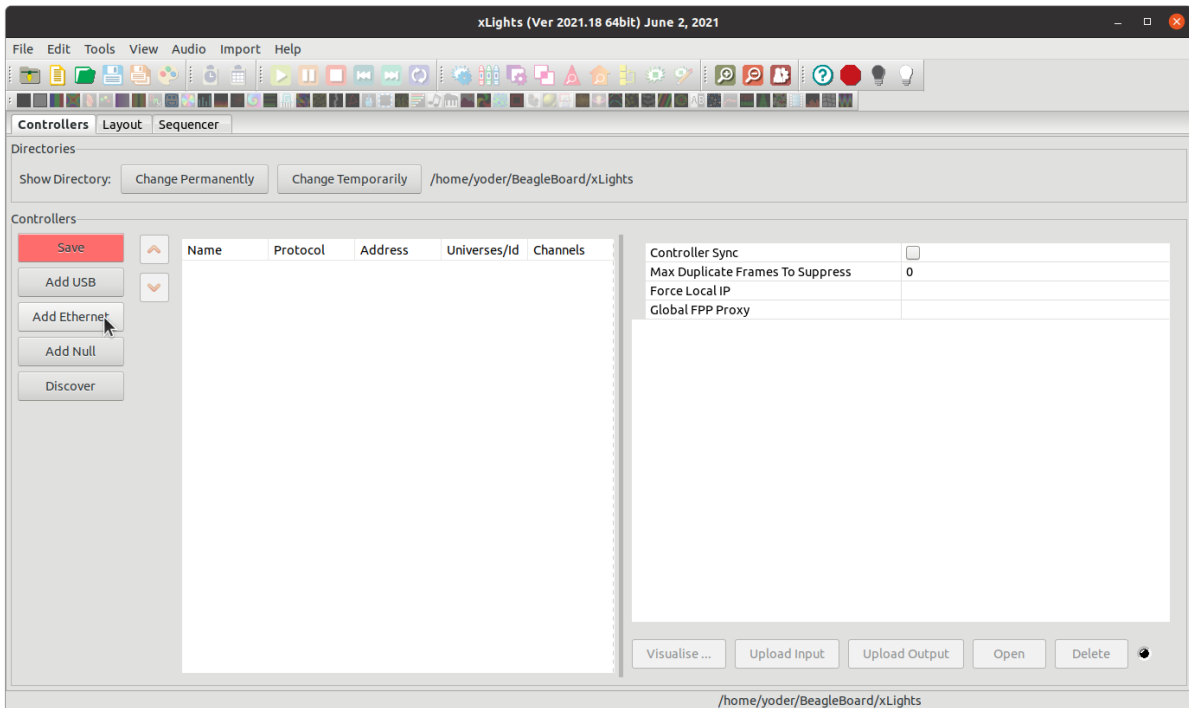 xLights (Ver 2021.18 64bit) June 2, 2021
File Edit Tools View Audio Import Help
Controllers Layout Sequencer
Directories
Show Directory: Change Permanently Change Temporarily /home/yoder/BeagleBoard/xLights
Controllers
Save
Add USB
Add Ethernet
Add Null
Discover
Name Protocol Address Universes/Id Channels
Controller Sync
Max Duplicate Frames To Suppress 0
Force Local IP
Global FPP Proxy
Visualise ... Upload Input Upload Output Open Delete
/home/yoder/BeagleBoard/xLights